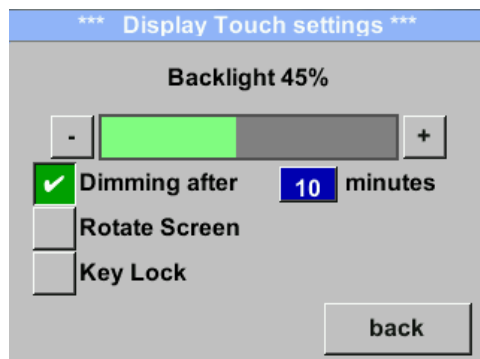 *** Display Touch settings ***
Backlight 45%
- +
Dimming after 10 minutes
Rotate Screen
Key Lock
back